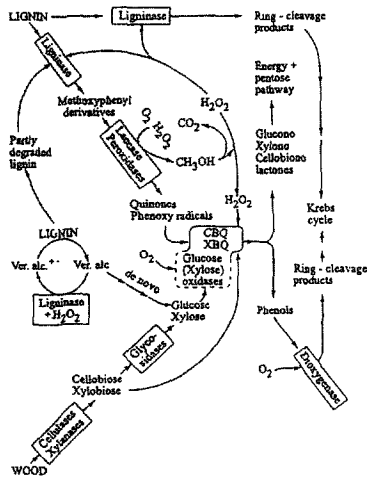 LIGNIN
Ligninase
Ring - cleavage
products
Ligninase
Energy +
pentose
pathway
Methoxyphenyl
derivatives
H2O2
O2 H2O2
CO2
Laccase
Peroxidases
CH3OH
Partly
degraded
lignin
Glucono
Xylono
Cellobiono
lactones
Quinones
Phenoxy radicals
H2O2
Krebs
cycle
LIGNIN
CBQ
XBQ
Ver. alc.+·
Ver. alc
O2
Glucose
(Xylose)
oxidases
de novo
Ring - cleavage
products
Ligninase
+ H2O2
Glucose
Xylose
Phenols
Glyco-
sidases
O2
Dioxygenase
Cellobiose
Xylobiose
Cellulases
Xylanases
WOOD